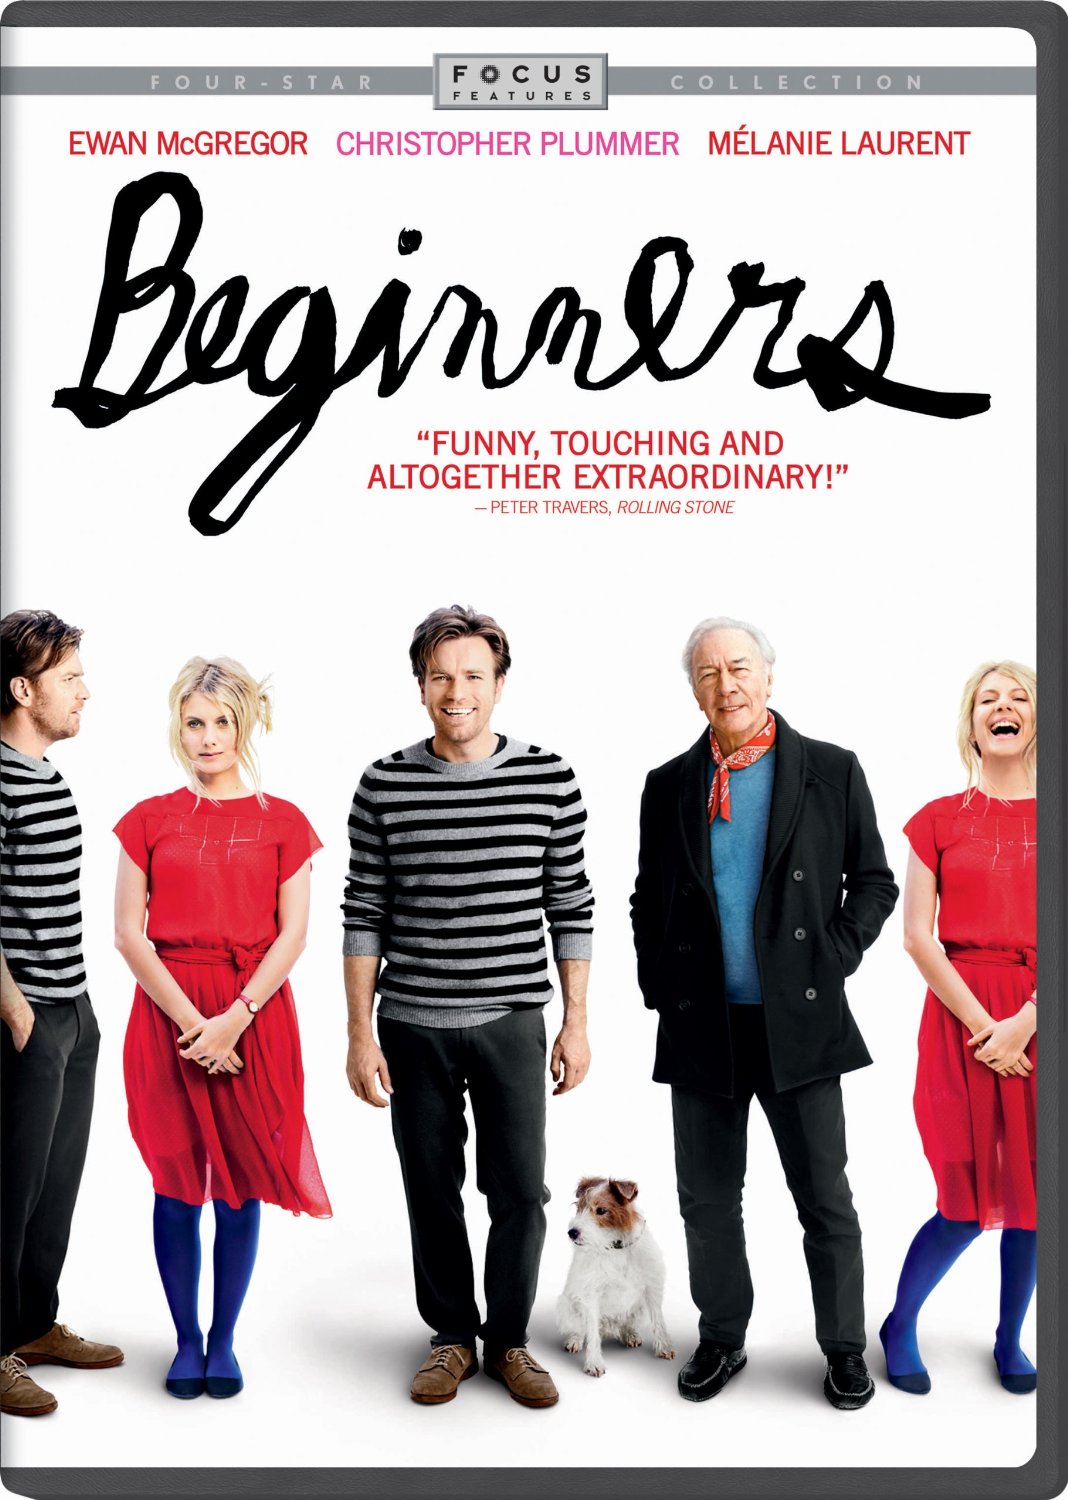 FOUR-STAR FOCUS FEATURES COLLECTION
EWAN McGREGOR CHRISTOPHER PLUMMER MÉLANIE LAURENT
Beginners
“FUNNY, TOUCHING AND
ALTOGETHER EXTRAORDINARY!”
— PETER TRAVERS, ROLLING STONE